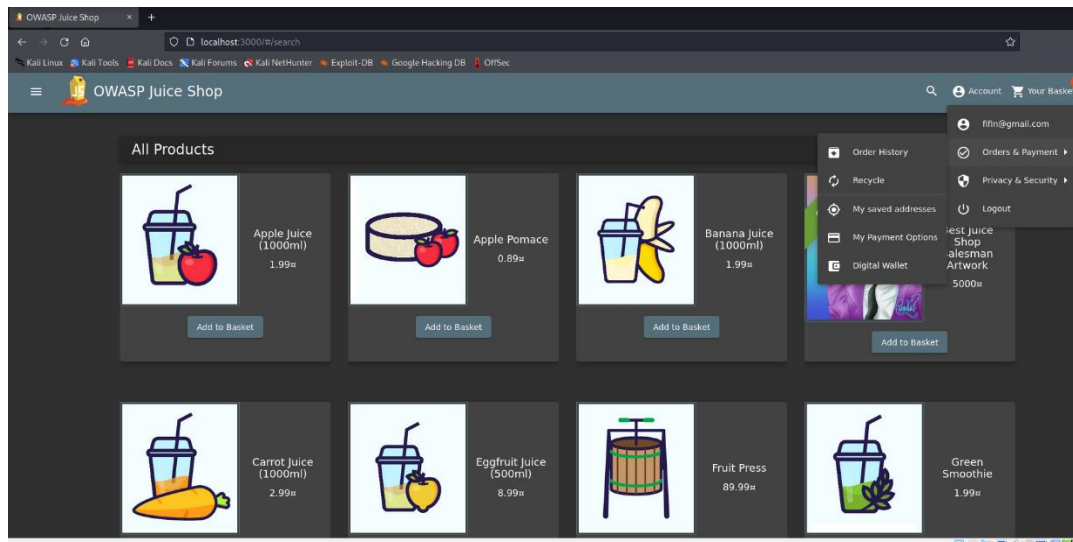 OWASP Juice Shop
localhost:3000/#/search
Kali Linux Kali Tools Kali Docs Kali Forums Kali NetHunter Exploit-DB Google Hacking DB OffSec
OWASP Juice Shop
Account Your Baske
fifin@gmail.com
Orders & Payment
Privacy & Security
Logout
Order History
Recycle
My saved addresses
My Payment Options
Digital Wallet
All Products
Apple Juice
(1000ml)
1.99¤
Add to Basket
Apple Pomace
0.89¤
Add to Basket
Banana Juice
(1000ml)
1.99¤
Add to Basket
est Juice
Shop
alesman
Artwork
5000¤
Add to Basket
Carrot Juice
(1000ml)
2.99¤
Eggfruit Juice
(500ml)
8.99¤
Fruit Press
89.99¤
Green
Smoothie
1.99¤